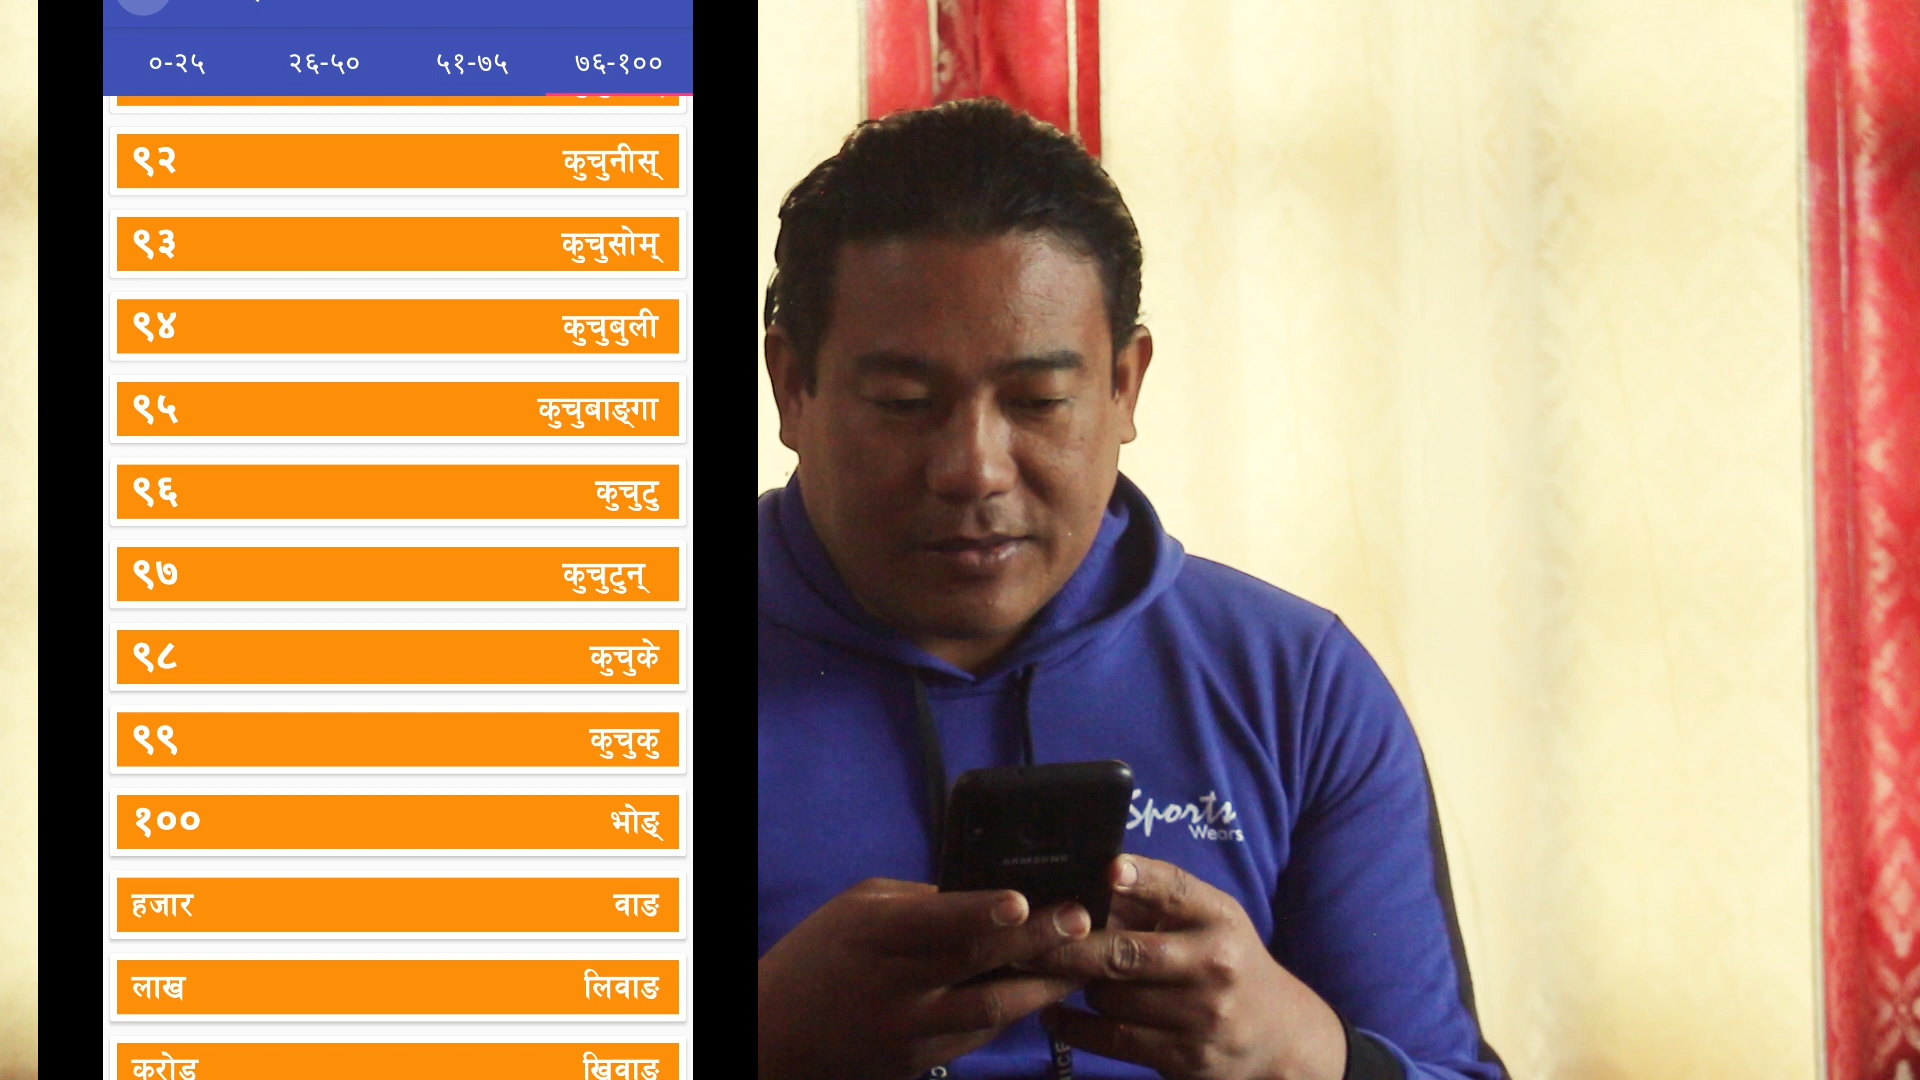 ०-२५ २६-५० ५१-७५ ७६-१००
९२ कुचुनीस्
९३ कुचुसोम्
९४ कुचुबुली
९५ कुचुबाङ्गा
९६ कुचुटु
९७ कुचुटुन्
९८ कुचुके
९९ कुचुकु
१०० भोङ्
हजार वाङ
लाख लिवाङ
करोड खिवाङ
Sports
Wears
SAMSUNG